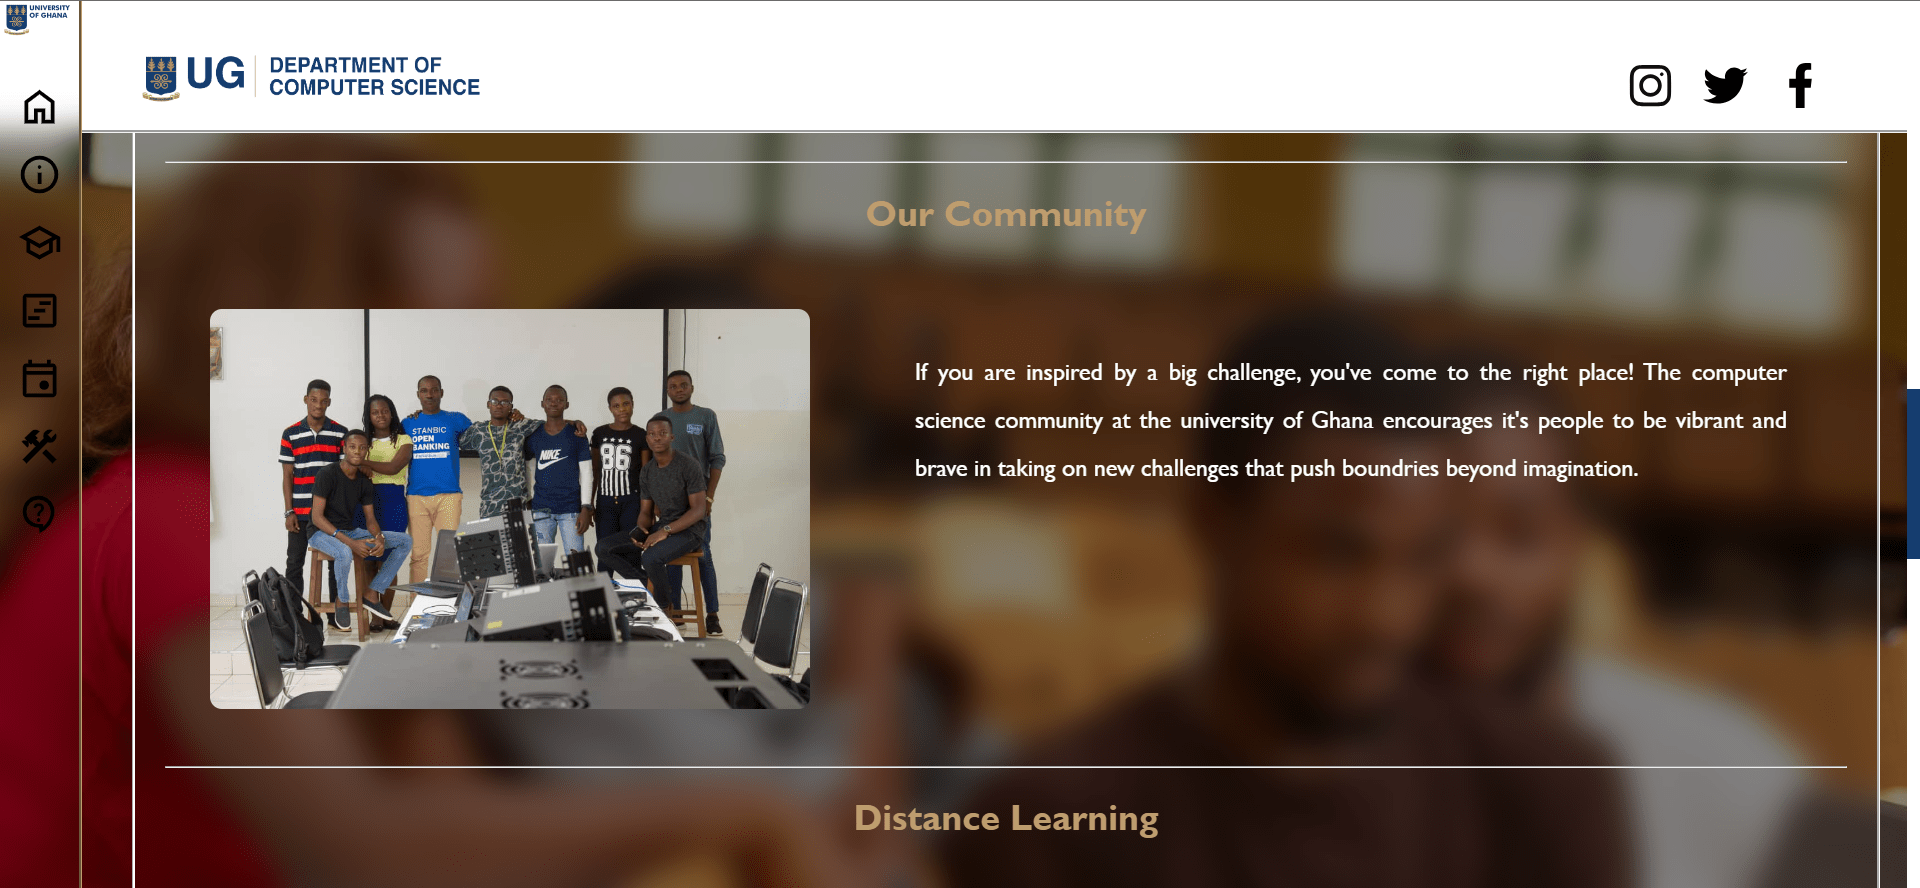 UNIVERSITY
OF GHANA
UG
DEPARTMENT OF
COMPUTER SCIENCE
Our Community
STANBIC
OPEN
BANKING
NIKE
86
If you are inspired by a big challenge, you've come to the right place! The computer
science community at the university of Ghana encourages it's people to be vibrant and
brave in taking on new challenges that push boundries beyond imagination.
Distance Learning